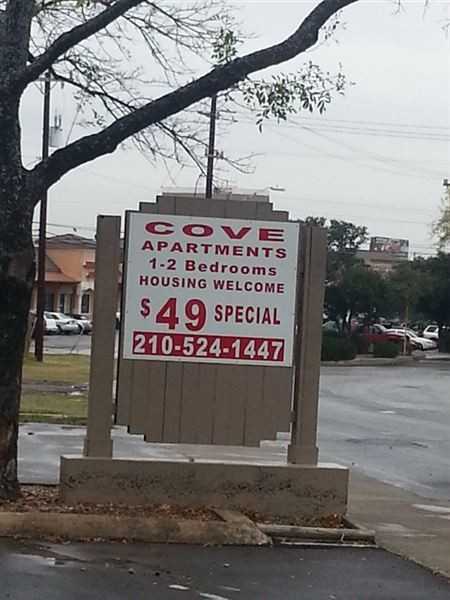 COVE
APARTMENTS
1-2 Bedrooms
HOUSING WELCOME
$49 SPECIAL
210-524-1447